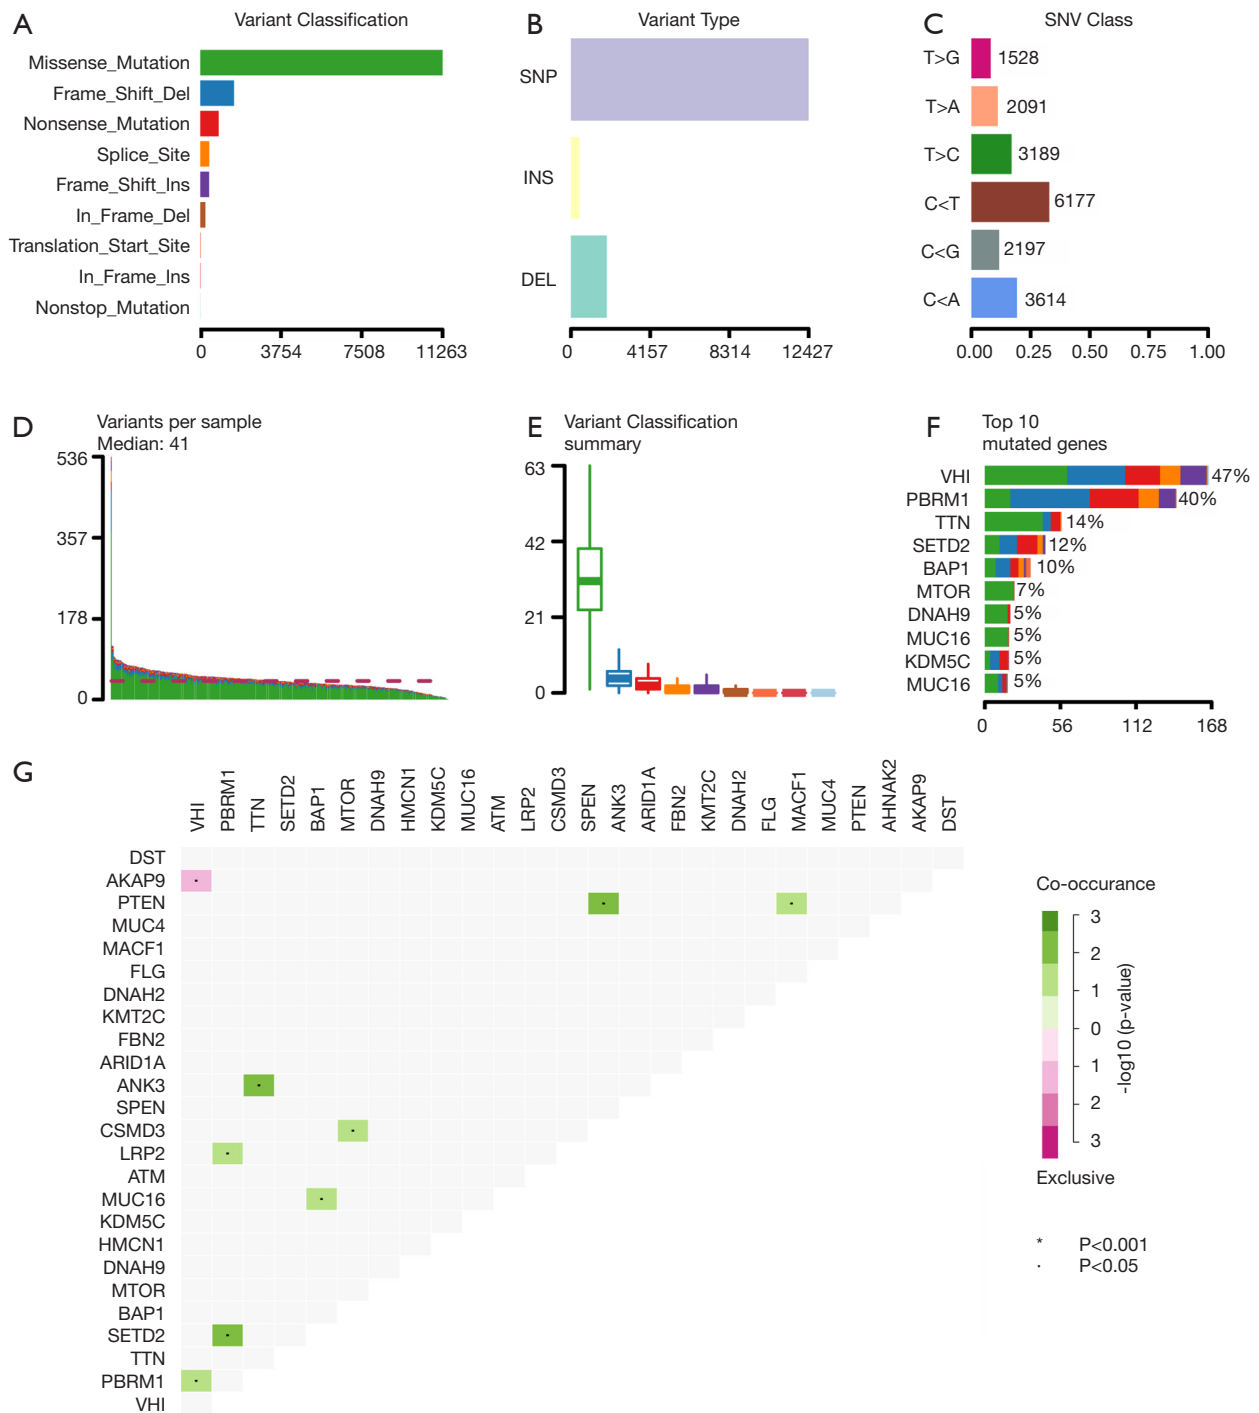 A
Variant Classification
Missense_Mutation
Frame_Shift_Del
Nonsense_Mutation
Splice_Site
Frame_Shift_Ins
In_Frame_Del
Translation_Start_Site
In_Frame_Ins
Nonstop_Mutation
0 3754 7508 11263
B
Variant Type
SNP
INS
DEL
0 4157 8314 12427
C
SNV Class
T>G 1528
T>A 2091
T>C 3189
C<T 6177
C<G 2197
C<A 3614
0.00 0.25 0.50 0.75 1.00
D
Variants per sample
Median: 41
536
357
178
0
E
Variant Classification
summary
63
42
21
0
F
Top 10
mutated genes
VHI 47%
PBRM1 40%
TTN 14%
SETD2 12%
BAP1 10%
MTOR 7%
DNAH9 5%
MUC16 5%
KDM5C 5%
MUC16 5%
0 56 112 168
G
VHI PBRM1 TTN SETD2 BAP1 MTOR DNAH9 HMCN1 KDM5C MUC16 ATM LRP2 CSMD3 SPEN ANK3 ARID1A FBN2 KMT2C DNAH2 FLG MACF1 MUC4 PTEN AHNAK2 AKAP9 DST
DST
AKAP9
PTEN
MUC4
MACF1
FLG
DNAH2
KMT2C
FBN2
ARID1A
ANK3
SPEN
CSMD3
LRP2
ATM
MUC16
KDM5C
HMCN1
DNAH9
MTOR
BAP1
SETD2
TTN
PBRM1
VHI
Co-occurance
3
2
1
0
1
2
3
-log10 (p-value)
Exclusive
* P<0.001
· P<0.05